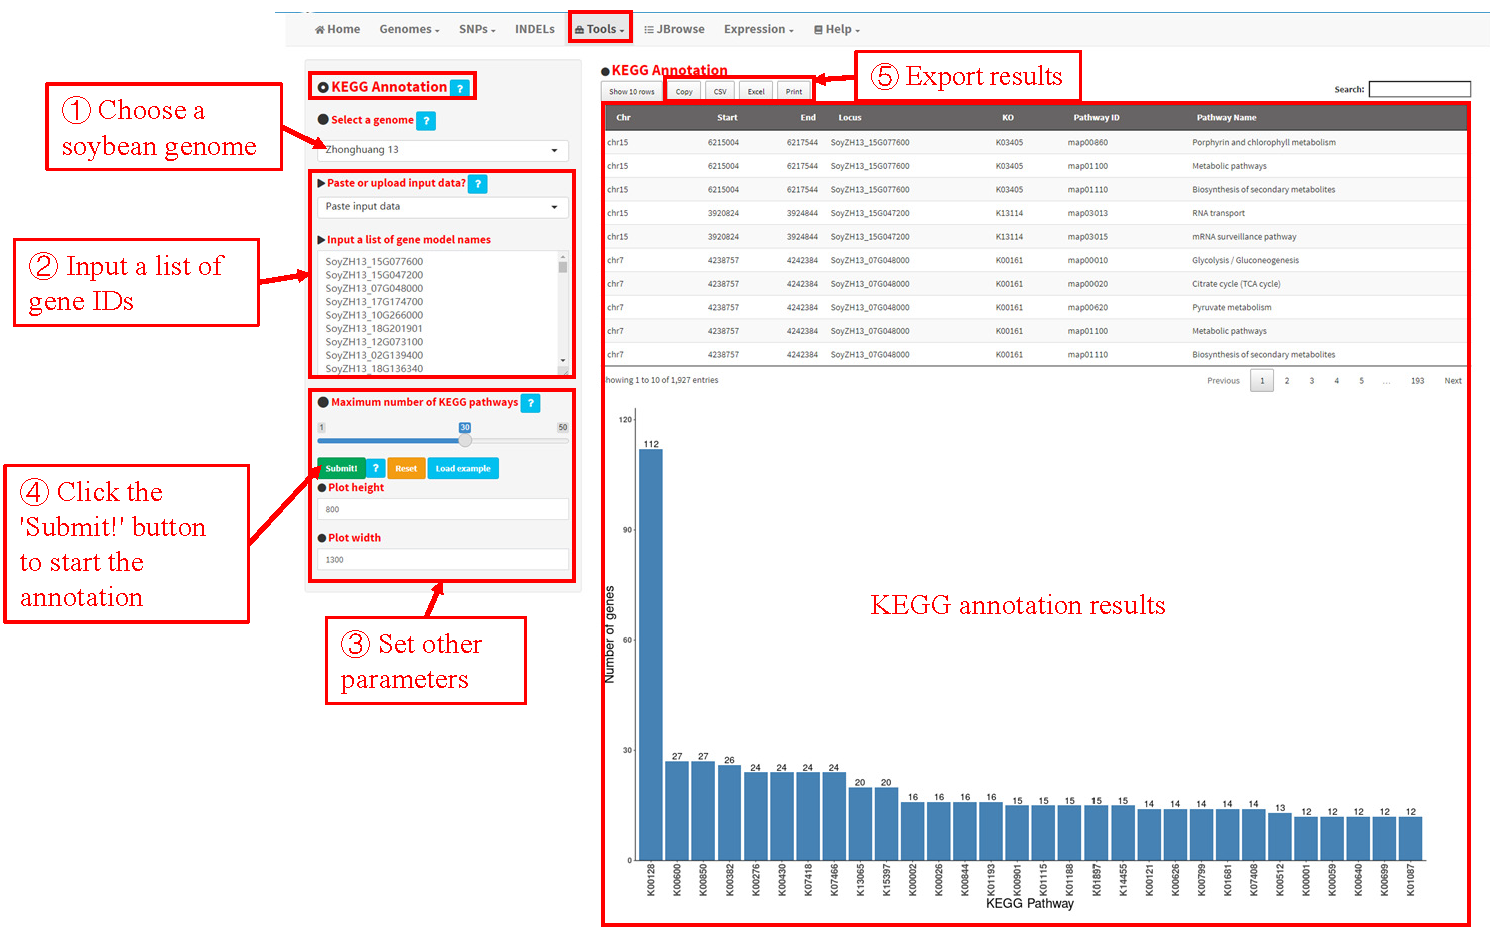 Home Genomes SNPs INDELs Tools JBrowse Expression Help
① Choose a
soybean genome
② Input a list of
gene IDs
④ Click the
'Submit!' button
to start the
annotation
③ Set other
parameters
⑤ Export results
KEGG Annotation ?
Select a genome ?
Zhonghuang 13
Paste or upload input data? ?
Paste input data
Input a list of gene model names
SoyZH13_15G077600
SoyZH13_15G047200
SoyZH13_07G048000
SoyZH13_17G174700
SoyZH13_10G266000
SoyZH13_18G201901
SoyZH13_12G073100
SoyZH13_02G139400
SoyZH13_18G136340
Maximum number of KEGG pathways ?
1 30 50
Submit! ? Reset Load example
Plot height
800
Plot width
1300
KEGG Annotation
Show 10 rows Copy CSV Excel Print Search:
Chr Start End Locus KO Pathway ID Pathway Name
chr15 6215004 6217544 SoyZH13_15G077600 K03405 map00860 Porphyrin and chlorophyll metabolism
chr15 6215004 6217544 SoyZH13_15G077600 K03405 map01100 Metabolic pathways
chr15 6215004 6217544 SoyZH13_15G077600 K03405 map01110 Biosynthesis of secondary metabolites
chr15 3920824 3924844 SoyZH13_15G047200 K13114 map03013 RNA transport
chr15 3920824 3924844 SoyZH13_15G047200 K13114 map03015 mRNA surveillance pathway
chr7 4238757 4242384 SoyZH13_07G048000 K00161 map00010 Glycolysis / Gluconeogenesis
chr7 4238757 4242384 SoyZH13_07G048000 K00161 map00020 Citrate cycle (TCA cycle)
chr7 4238757 4242384 SoyZH13_07G048000 K00161 map00620 Pyruvate metabolism
chr7 4238757 4242384 SoyZH13_07G048000 K00161 map01100 Metabolic pathways
chr7 4238757 4242384 SoyZH13_07G048000 K00161 map01110 Biosynthesis of secondary metabolites
howing 1 to 10 of 1,927 entries Previous 1 2 3 4 5 ... 193 Next
KEGG annotation results
Number of genes
120
90
60
30
0
112 27 27 26 24 24 24 24 20 20 16 16 16 16 15 15 15 15 15 14 14 14 14 14 13 12 12 12 12 12
K00128 K00600 K00850 K00382 K00276 K00430 K07418 K07466 K13065 K15397 K00002 K00026 K00844 K01193 K00901 K01115 K01188 K01897 K14455 K00121 K00626 K00799 K01681 K07408 K00512 K00001 K00059 K00640 K00699 K01087
KEGG Pathway